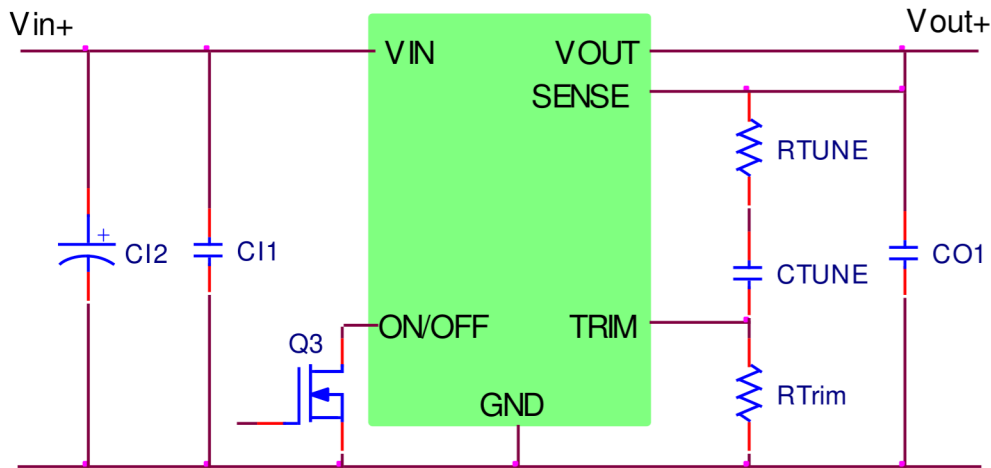 Vin+
Vout+
VIN
VOUT
SENSE
RTUNE
+
CI2
CI1
CTUNE
CO1
ON/OFF
TRIM
Q3
RTrim
GND